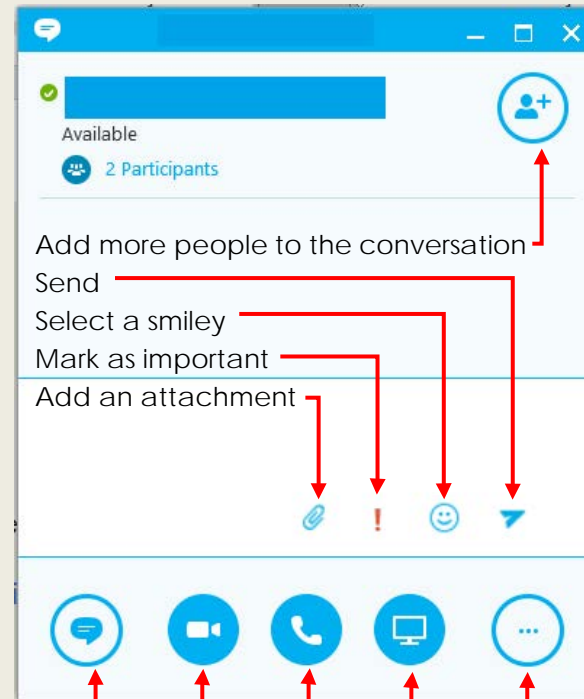 Available
2 Participants
Add more people to the conversation
Send
Select a smiley
Mark as important
Add an attachment